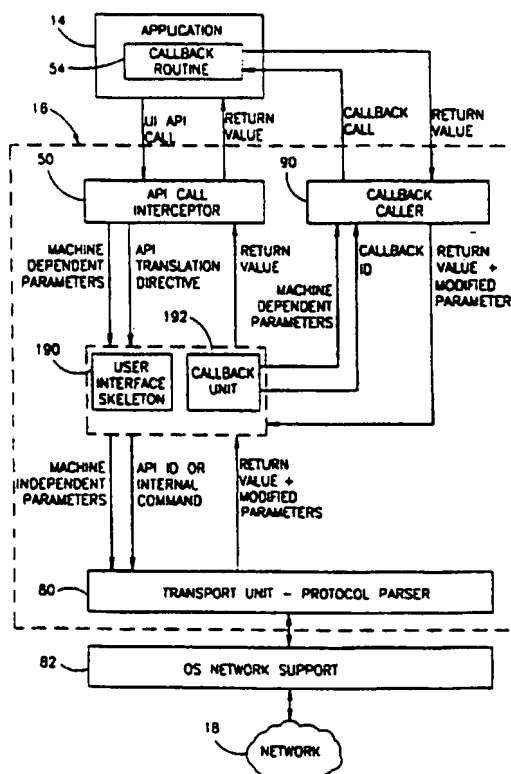 14
APPLICATION
54
CALLBACK
ROUTINE
16
UI API
CALL
RETURN
VALUE
CALLBACK
CALL
RETURN
VALUE
50
API CALL
INTERCEPTOR
90
CALLBACK
CALLER
MACHINE
DEPENDENT
PARAMETERS
API
TRANSLATION
DIRECTIVE
RETURN
VALUE
192
MACHINE
DEPENDENT
PARAMETERS
CALLBACK
ID
RETURN
VALUE +
MODIFIED
PARAMETER
190
USER
INTERFACE
SKELETON
CALLBACK
UNIT
MACHINE
INDEPENDENT
PARAMETERS
API ID OR
INTERNAL
COMMAND
RETURN
VALUE +
MODIFIED
PARAMETERS
80
TRANSPORT UNIT - PROTOCOL PARSER
82
OS NETWORK SUPPORT
18
NETWORK